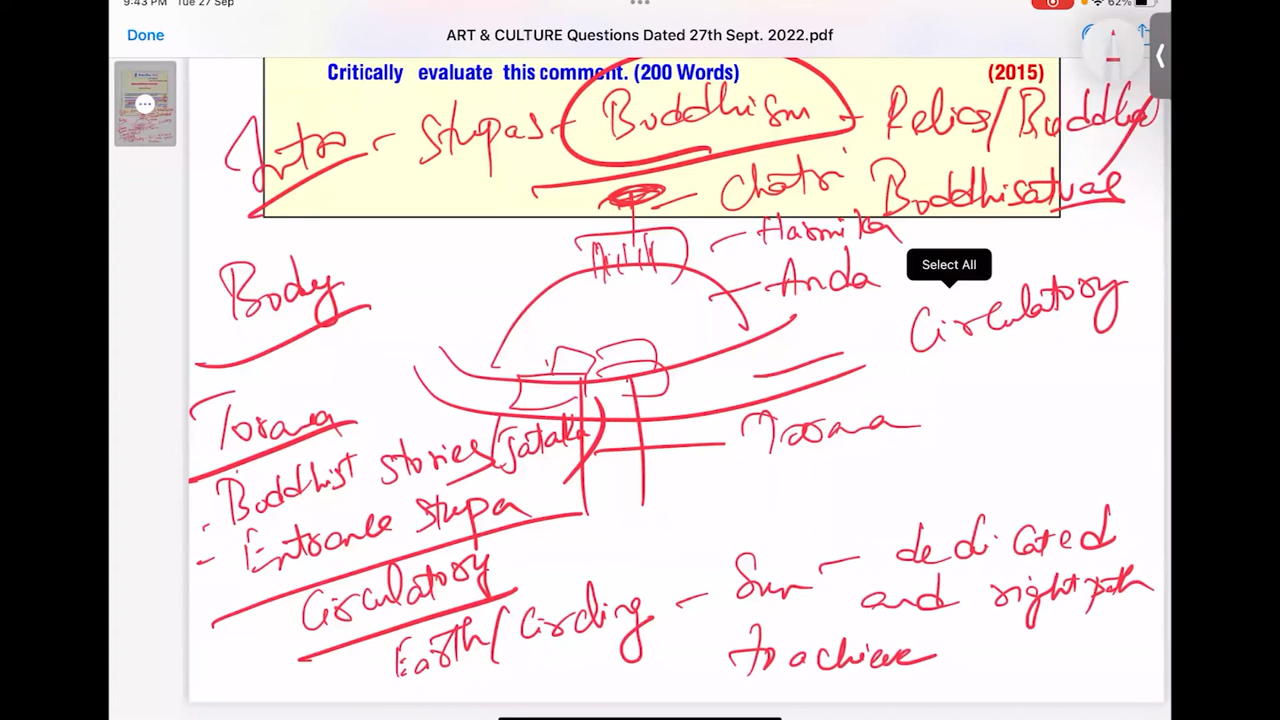 9:43 PM Tue 27 Sep
62%
Done
ART & CULTURE Questions Dated 27th Sept. 2022.pdf
Critically evaluate this comment. (200 Words) (2015)
Intro - Stupas - Buddhism - Relics/Buddha
Chatri Boddhisatvas
Harmika
Anda
Select All
Body
Circulatory
Torana
Torana
- Buddhist stories/Jataka
- Entrance stupa
Circulatory
Earth/Circling - Sun - dedicated
and right path
to achieve